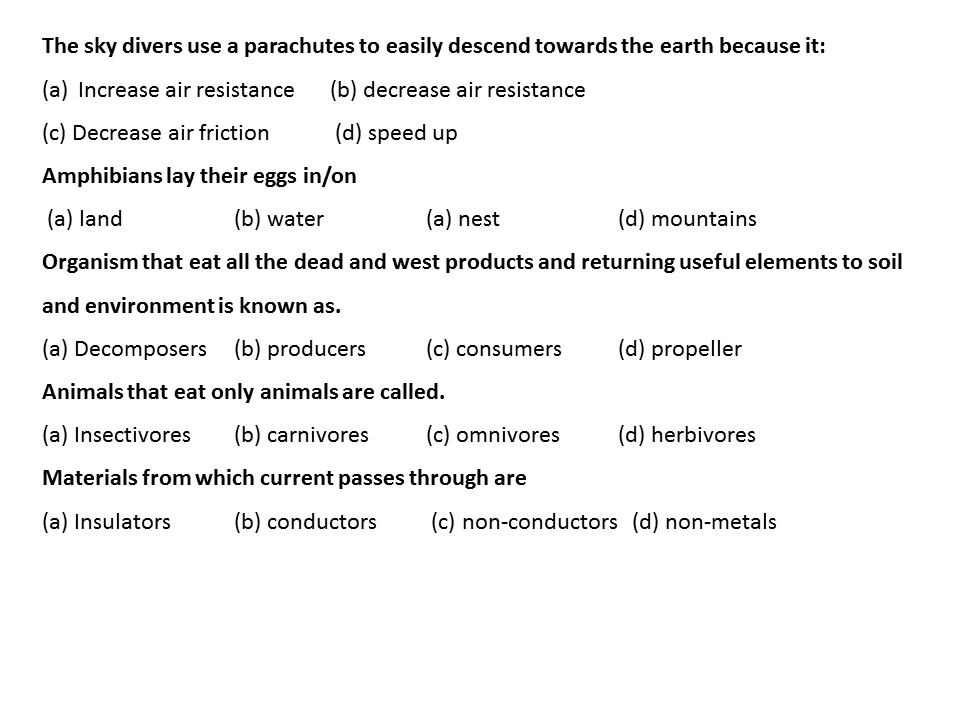 The sky divers use a parachutes to easily descend towards the earth because it:
(a) Increase air resistance (b) decrease air resistance
(c) Decrease air friction (d) speed up
Amphibians lay their eggs in/on
(a) land (b) water (a) nest (d) mountains
Organism that eat all the dead and west products and returning useful elements to soil
and environment is known as.
(a) Decomposers (b) producers (c) consumers (d) propeller
Animals that eat only animals are called.
(a) Insectivores (b) carnivores (c) omnivores (d) herbivores
Materials from which current passes through are
(a) Insulators (b) conductors (c) non-conductors (d) non-metals